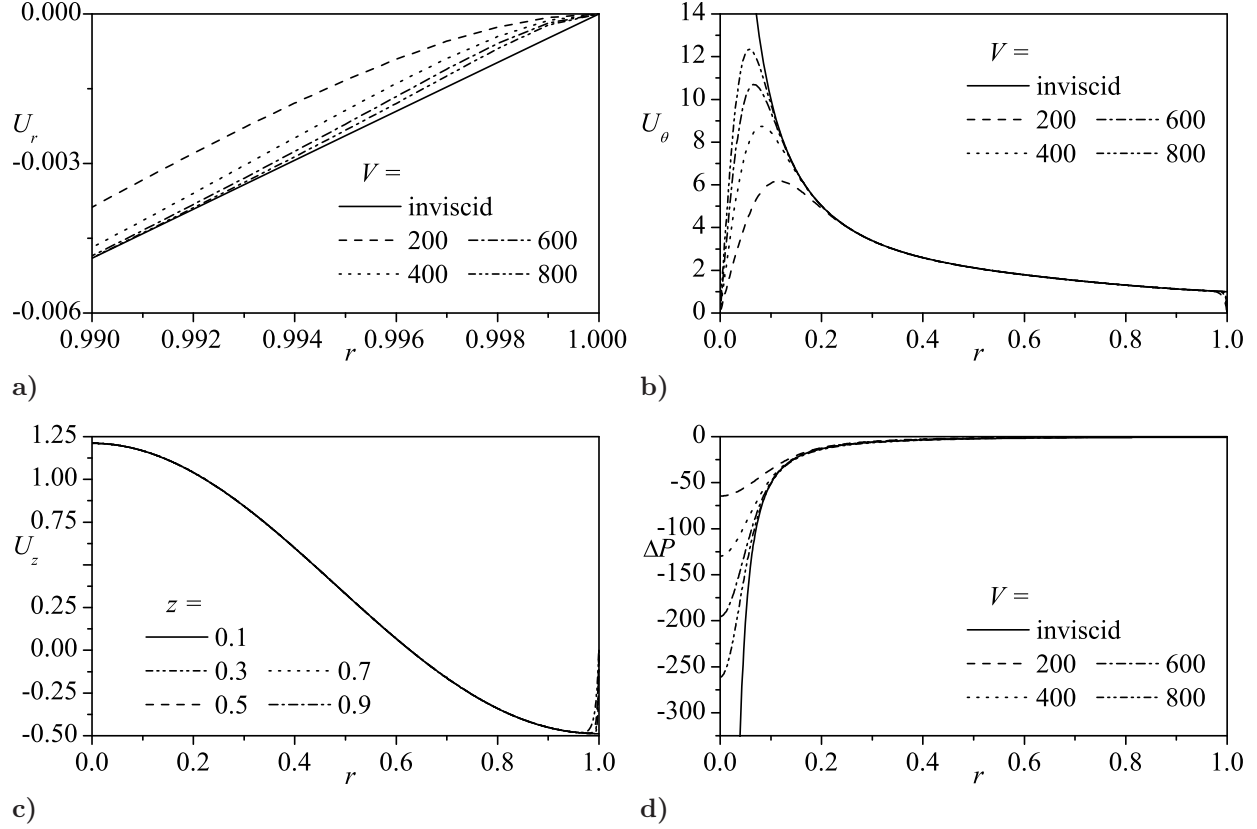 0.000
-0.003
-0.006
U_r
V =
inviscid
200 600
400 800
0.990 0.992 0.994 0.996 0.998 1.000
r
a)
14
12
10
8
6
4
2
0
U_θ
V =
inviscid
200 600
400 800
0.0 0.2 0.4 0.6 0.8 1.0
r
b)
1.25
1.00
0.75
0.25
0.00
-0.25
-0.50
U_z
z =
0.1
0.3 0.7
0.5 0.9
0.0 0.2 0.4 0.6 0.8 1.0
r
c)
0
-50
-100
-150
-200
-250
-300
ΔP
V =
inviscid
200 600
400 800
0.0 0.2 0.4 0.6 0.8 1.0
r
d)